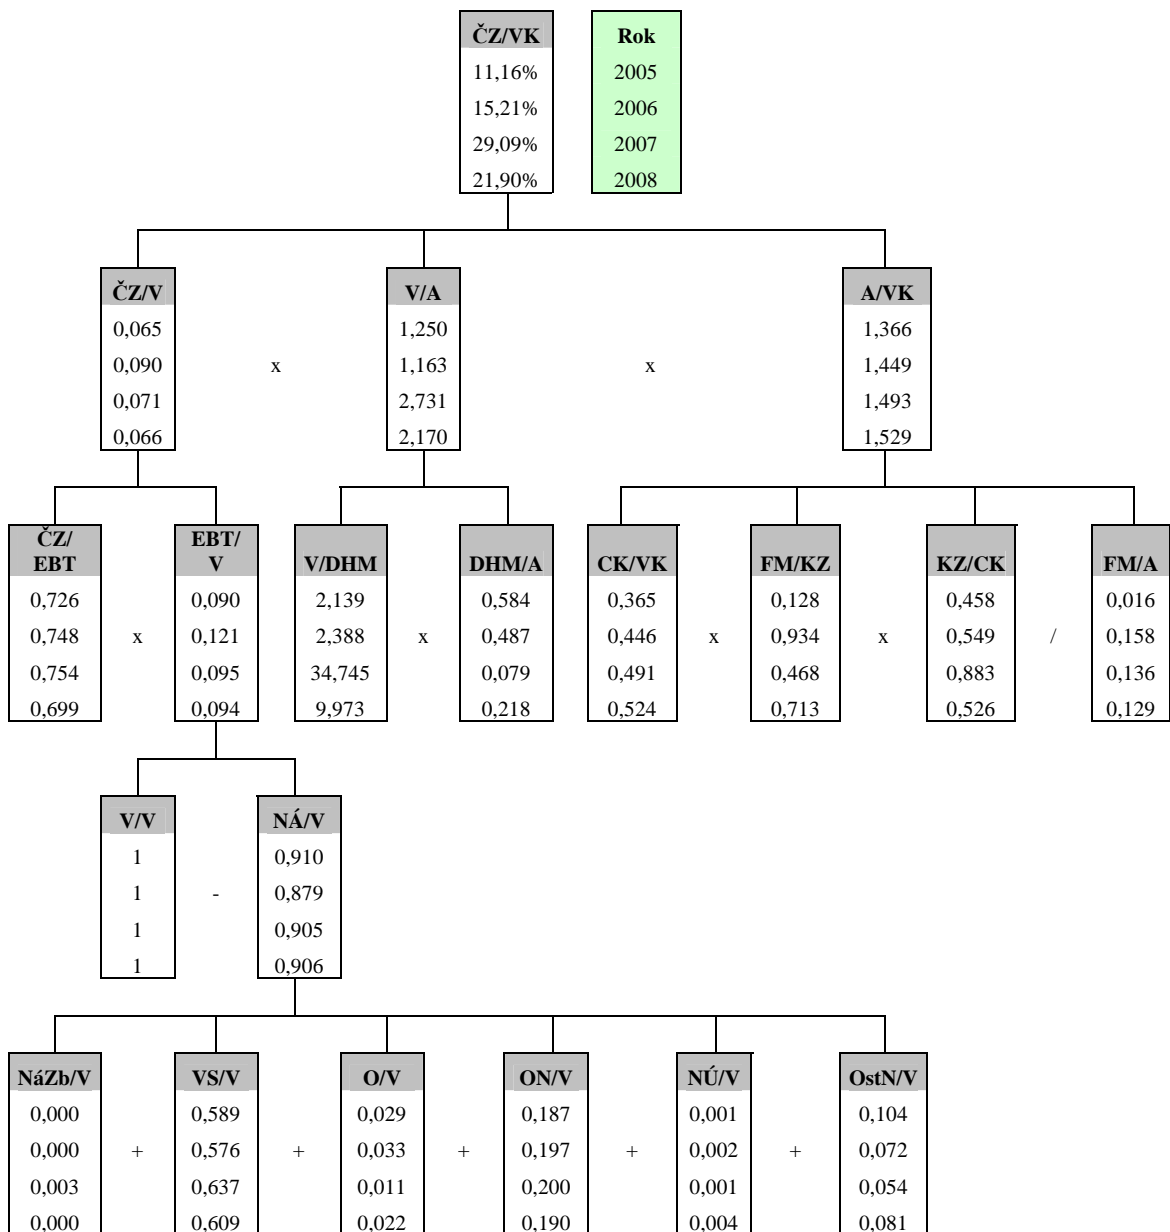 ČZ/VK Rok
11,16% 2005
15,21% 2006
29,09% 2007
21,90% 2008
ČZ/V V/A A/VK
0,065 1,250 1,366
0,090 x 1,163 x 1,449
0,071 2,731 1,493
0,066 2,170 1,529
ČZ/ EBT/
EBT V V/DHM DHM/A CK/VK FM/KZ KZ/CK FM/A
0,726 0,090 2,139 0,584 0,365 0,128 0,458 0,016
0,748 x 0,121 2,388 x 0,487 0,446 x 0,934 x 0,549 / 0,158
0,754 0,095 34,745 0,079 0,491 0,468 0,883 0,136
0,699 0,094 9,973 0,218 0,524 0,713 0,526 0,129
V/V NÁ/V
1 0,910
1 - 0,879
1 0,905
1 0,906
NáZb/V VS/V O/V ON/V NÚ/V OstN/V
0,000 0,589 0,029 0,187 0,001 0,104
0,000 + 0,576 + 0,033 + 0,197 + 0,002 + 0,072
0,003 0,637 0,011 0,200 0,001 0,054
0,000 0,609 0,022 0,190 0,004 0,081